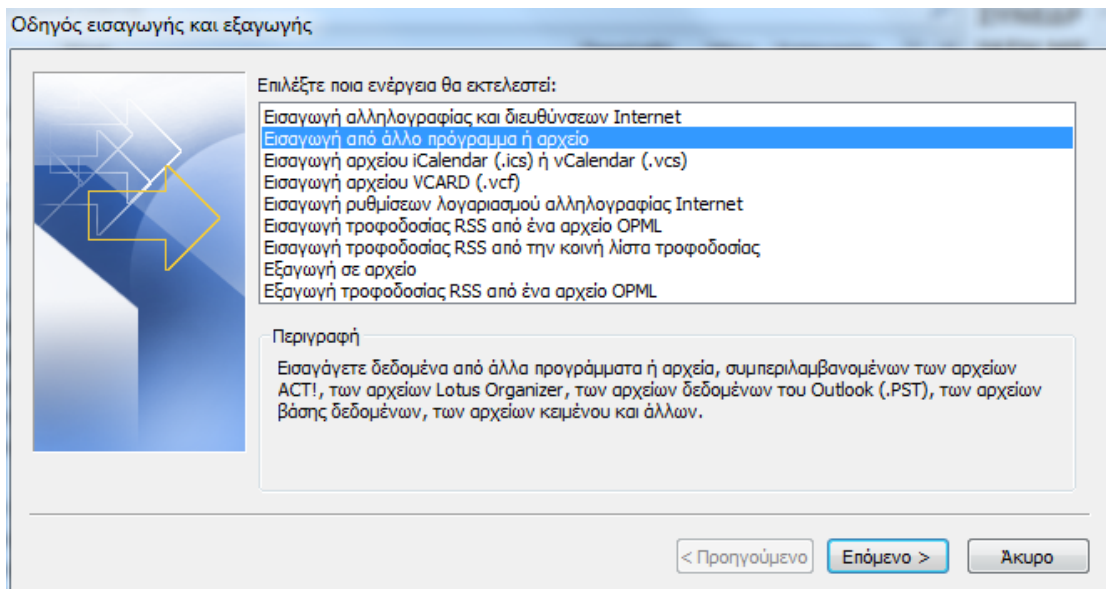 Οδηγός εισαγωγής και εξαγωγής
Επιλέξτε ποια ενέργεια θα εκτελεστεί:
Εισαγωγή αλληλογραφίας και διευθύνσεων Internet
Εισαγωγή από άλλο πρόγραμμα ή αρχείο
Εισαγωγή αρχείου iCalendar (.ics) ή vCalendar (.vcs)
Εισαγωγή αρχείου VCARD (.vcf)
Εισαγωγή ρυθμίσεων λογαριασμού αλληλογραφίας Internet
Εισαγωγή τροφοδοσίας RSS από ένα αρχείο OPML
Εισαγωγή τροφοδοσίας RSS από την κοινή λίστα τροφοδοσίας
Εξαγωγή σε αρχείο
Εξαγωγή τροφοδοσίας RSS από ένα αρχείο OPML
Περιγραφή
Εισαγάγετε δεδομένα από άλλα προγράμματα ή αρχεία, συμπεριλαμβανομένων των αρχείων
ACT!, των αρχείων Lotus Organizer, των αρχείων δεδομένων του Outlook (.PST), των αρχείων
βάσης δεδομένων, των αρχείων κειμένου και άλλων.
< Προηγούμενο
Επόμενο >
Άκυρο